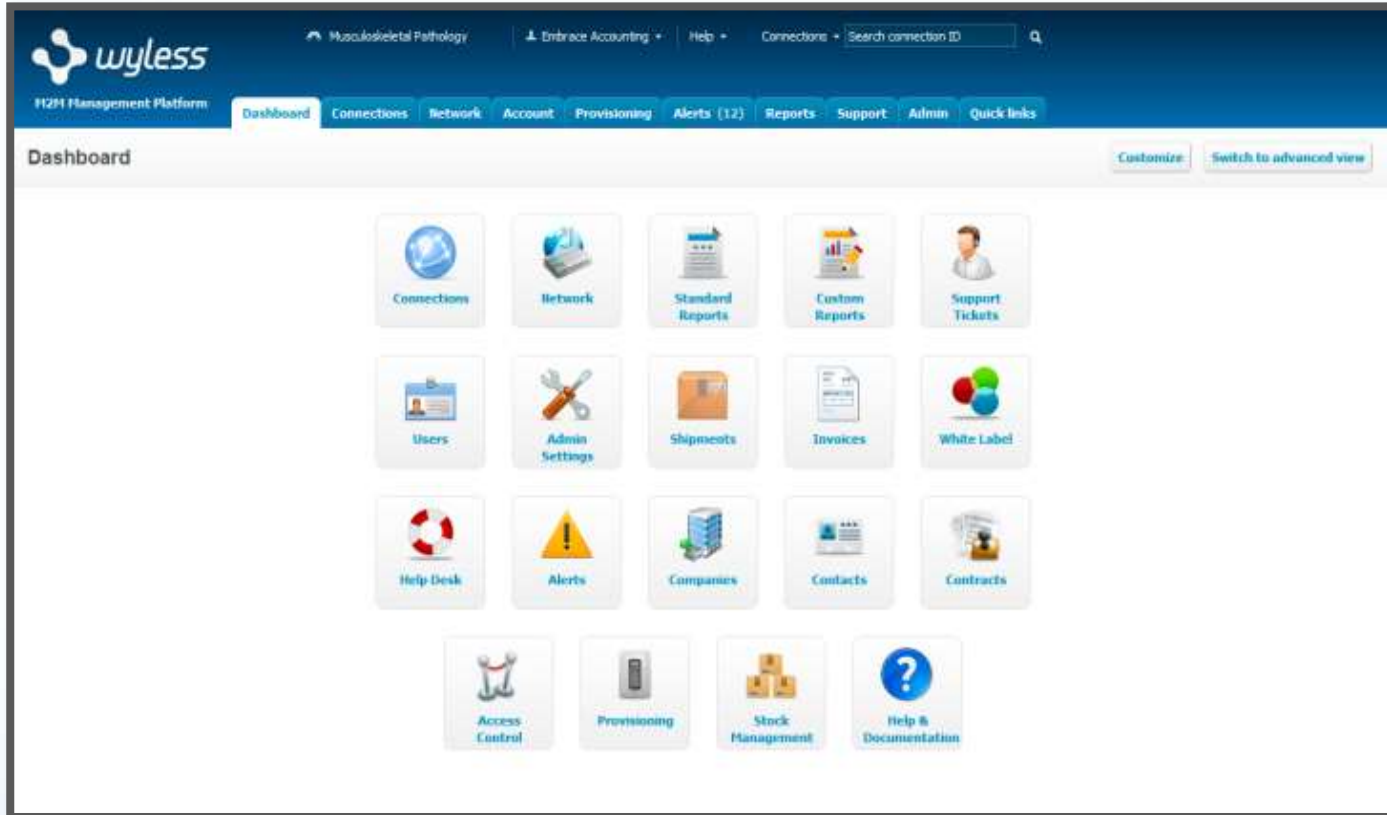 wyless
M2M Management Platform
Musculoskeletal Pathology
Embrace Accounting
Help
Connections
Search connection ID
Dashboard
Connections
Network
Account
Provisioning
Alerts (12)
Reports
Support
Admin
Quick links
Dashboard
Customize
Switch to advanced view
Connections
Network
Standard
Reports
Custom
Reports
Support
Tickets
Users
Admin
Settings
Shipments
Invoices
White Label
Help Desk
Alerts
Companies
Contacts
Contracts
Access
Control
Provisioning
Stock
Management
Help &
Documentation